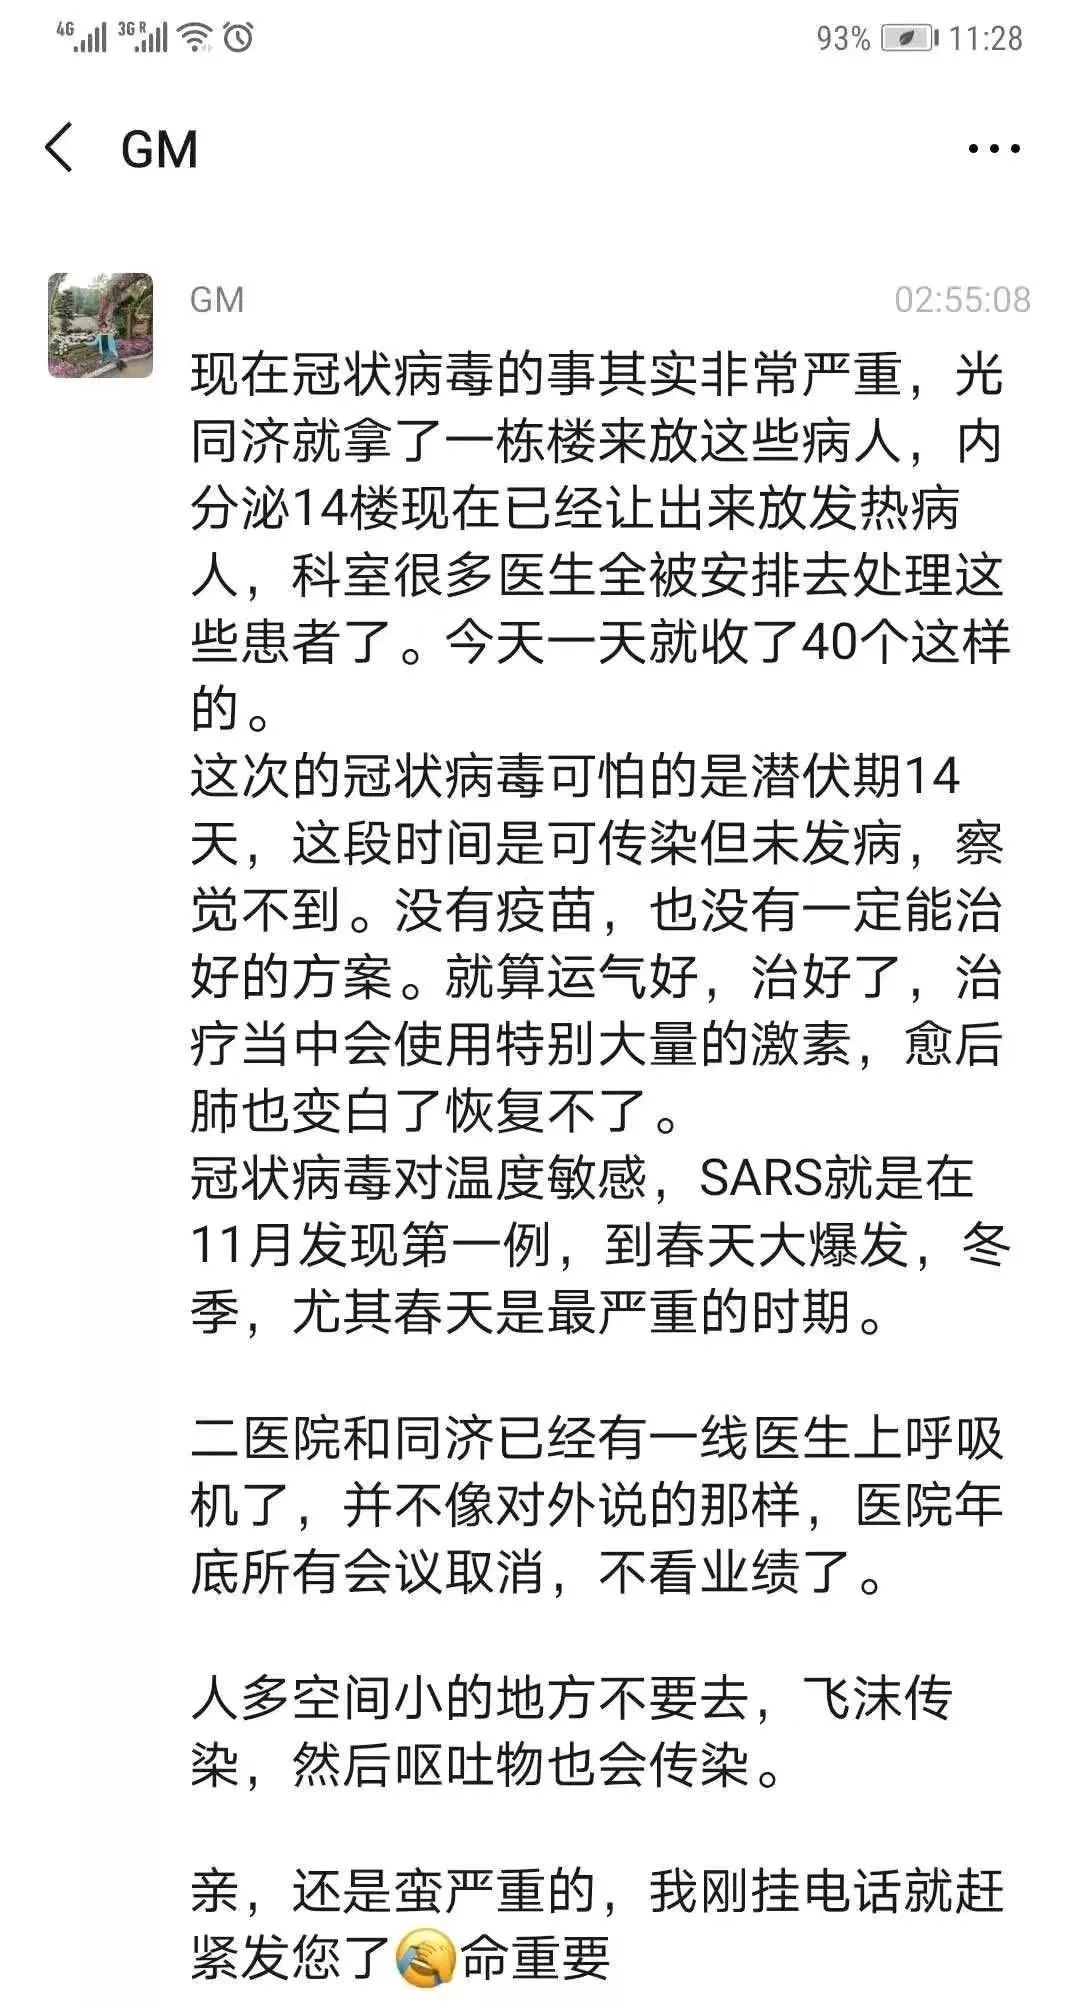 4G 3G R 93% 11:28
GM
GM 02:55:08
现在冠状病毒的事其实非常严重，光
同济就拿了一栋楼来放这些病人，内
分泌14楼现在已经让出来放发热病
人，科室很多医生全被安排去处理这
些患者了。今天一天就收了40个这样
的。
这次的冠状病毒可怕的是潜伏期14
天，这段时间是可传染但未发病，察
觉不到。没有疫苗，也没有一定能治
好的方案。就算运气好，治好了，治
疗当中会使用特别大量的激素，愈后
肺也变白了恢复不了。
冠状病毒对温度敏感，SARS就是在
11月发现第一例，到春天大爆发，冬
季，尤其春天是最严重的时期。
二医院和同济已经有一线医生上呼吸
机了，并不像对外说的那样，医院年
底所有会议取消，不看业绩了。
人多空间小的地方不要去，飞沫传
染，然后呕吐物也会传染。
亲，还是蛮严重的，我刚挂电话就赶
紧发您了🤦命重要